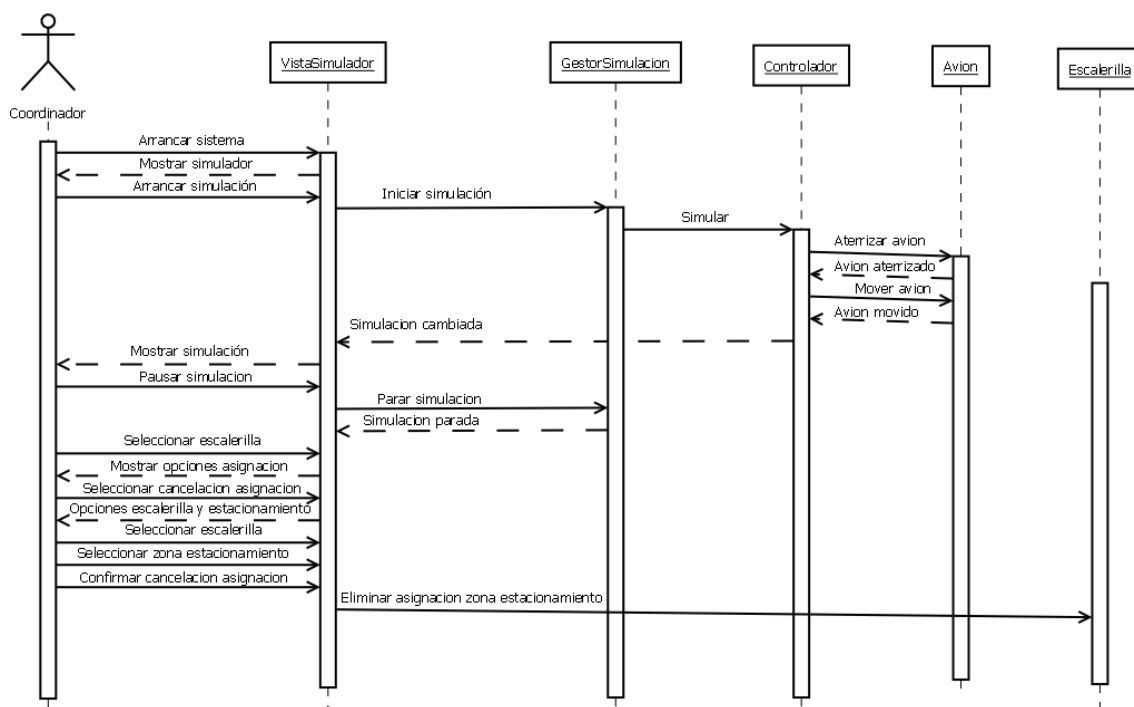 VistaSimulador
GestorSimulacion
Controlador
Avion
Escalerilla
Coordinador
Arrancar sistema
Mostrar simulador
Arrancar simulación
Iniciar simulación
Simular
Aterrizar avion
Avion aterrizado
Mover avion
Avion movido
Simulacion cambiada
Mostrar simulación
Pausar simulacion
Parar simulacion
Simulacion parada
Seleccionar escalerilla
Mostrar opciones asignacion
Seleccionar cancelacion asignacion
Opciones escalerilla y estacionamiento
Seleccionar escalerilla
Seleccionar zona estacionamiento
Confirmar cancelacion asignacion
Eliminar asignacion zona estacionamiento